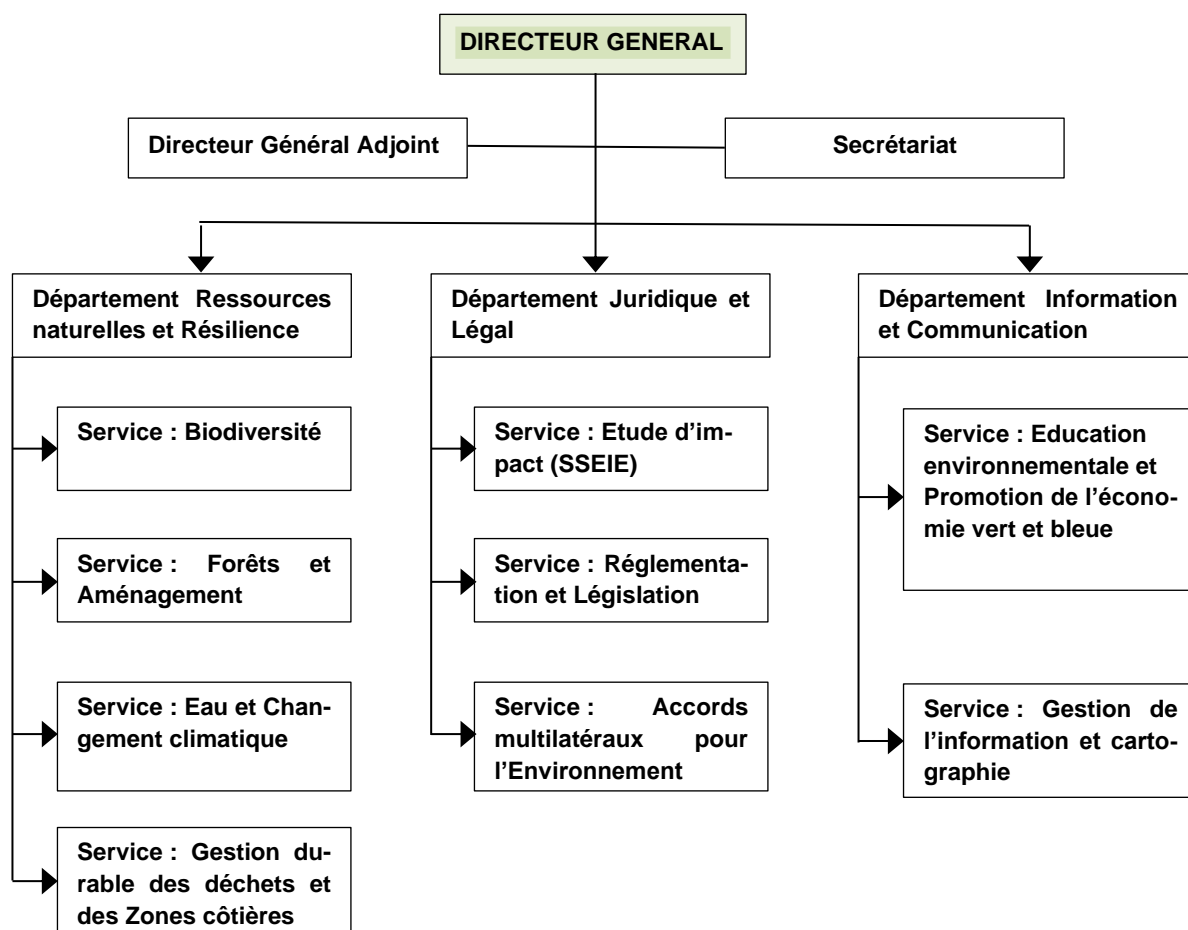 DIRECTEUR GENERAL
Directeur Général Adjoint
Secrétariat
Département Ressources
naturelles et Résilience
Département Juridique et
Légal
Département Information
et Communication
Service : Biodiversité
Service : Forêts et
Aménagement
Service : Eau et Chan-
gement climatique
Service : Gestion du-
rable des déchets et
des Zones côtières
Service : Etude d’im-
pact (SSEIE)
Service : Réglementa-
tion et Législation
Service : Accords
multilatéraux pour
l’Environnement
Service : Education
environnementale et
Promotion de l’écono-
mie vert et bleue
Service : Gestion de
l’information et carto-
graphie